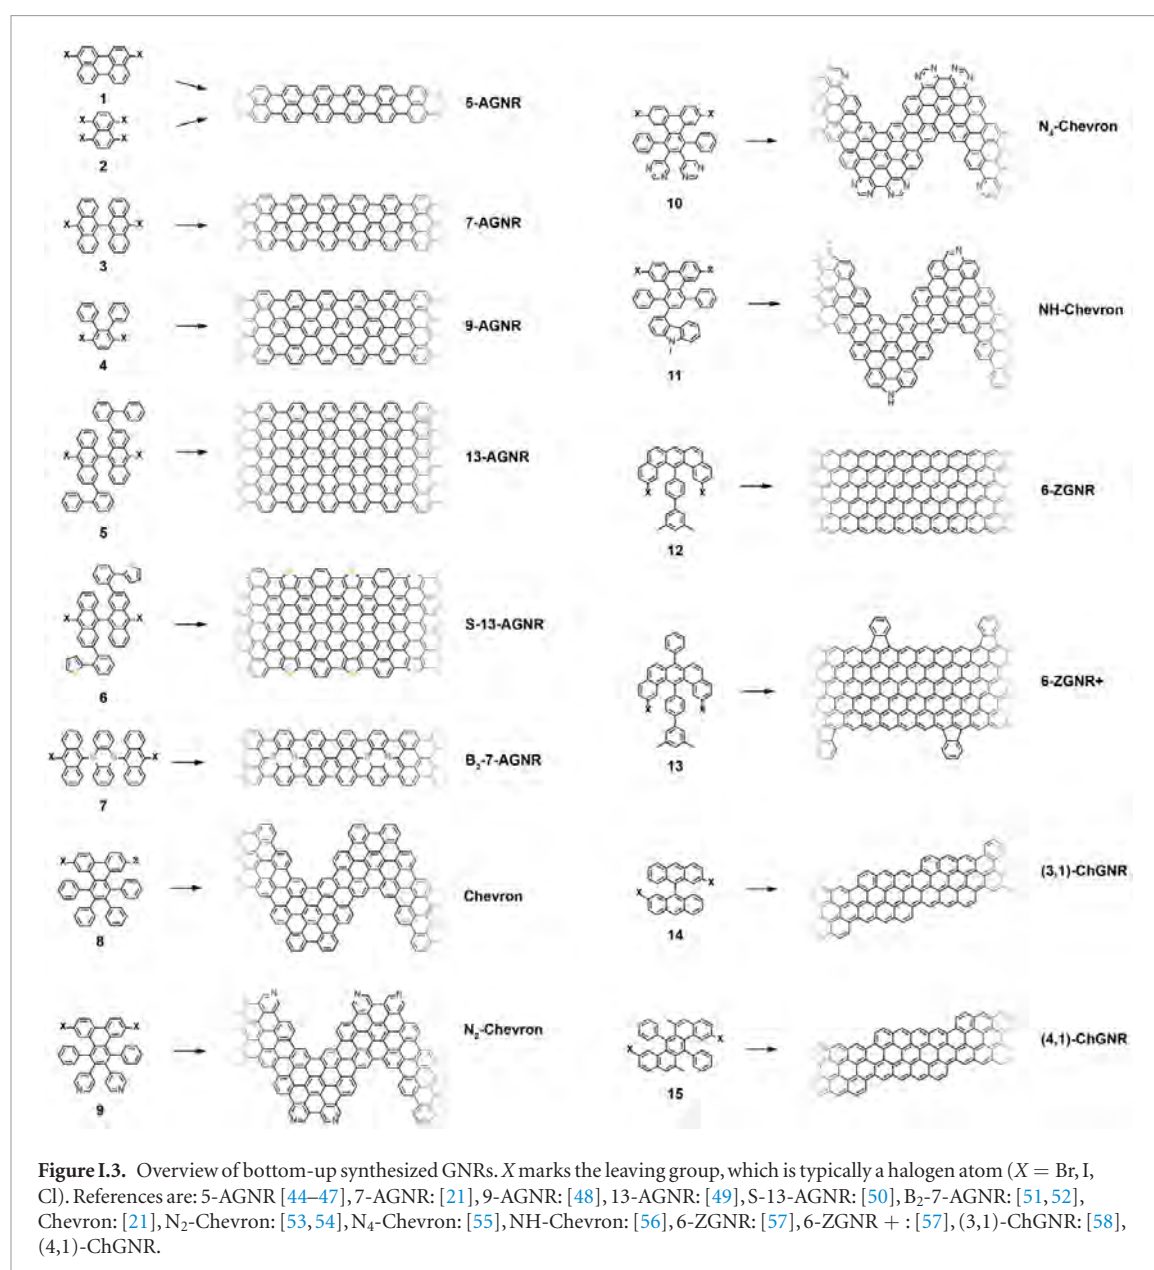 X X
1
X X
X X
2
5-AGNR
X X
3
7-AGNR
X X
4
9-AGNR
X X
5
13-AGNR
X X
6
S-13-AGNR
X X
7
B₂-7-AGNR
X X
8
Chevron
X X
N N
9
N N N
N N
N₂-Chevron
X X
N N
N N
10
N N N N N
N N N N N N
N₄-Chevron
X X
N
11
N
N
H
NH-Chevron
X X
12
6-ZGNR
X X
13
6-ZGNR+
X
X
14
(3,1)-ChGNR
X
X
15
(4,1)-ChGNR
Figure I.3. Overview of bottom-up synthesized GNRs. X marks the leaving group, which is typically a halogen atom (X = Br, I,
Cl). References are: 5-AGNR [44–47], 7-AGNR: [21], 9-AGNR: [48], 13-AGNR: [49], S-13-AGNR: [50], B₂-7-AGNR: [51, 52],
Chevron: [21], N₂-Chevron: [53, 54], N₄-Chevron: [55], NH-Chevron: [56], 6-ZGNR: [57], 6-ZGNR + : [57], (3,1)-ChGNR: [58],
(4,1)-ChGNR.